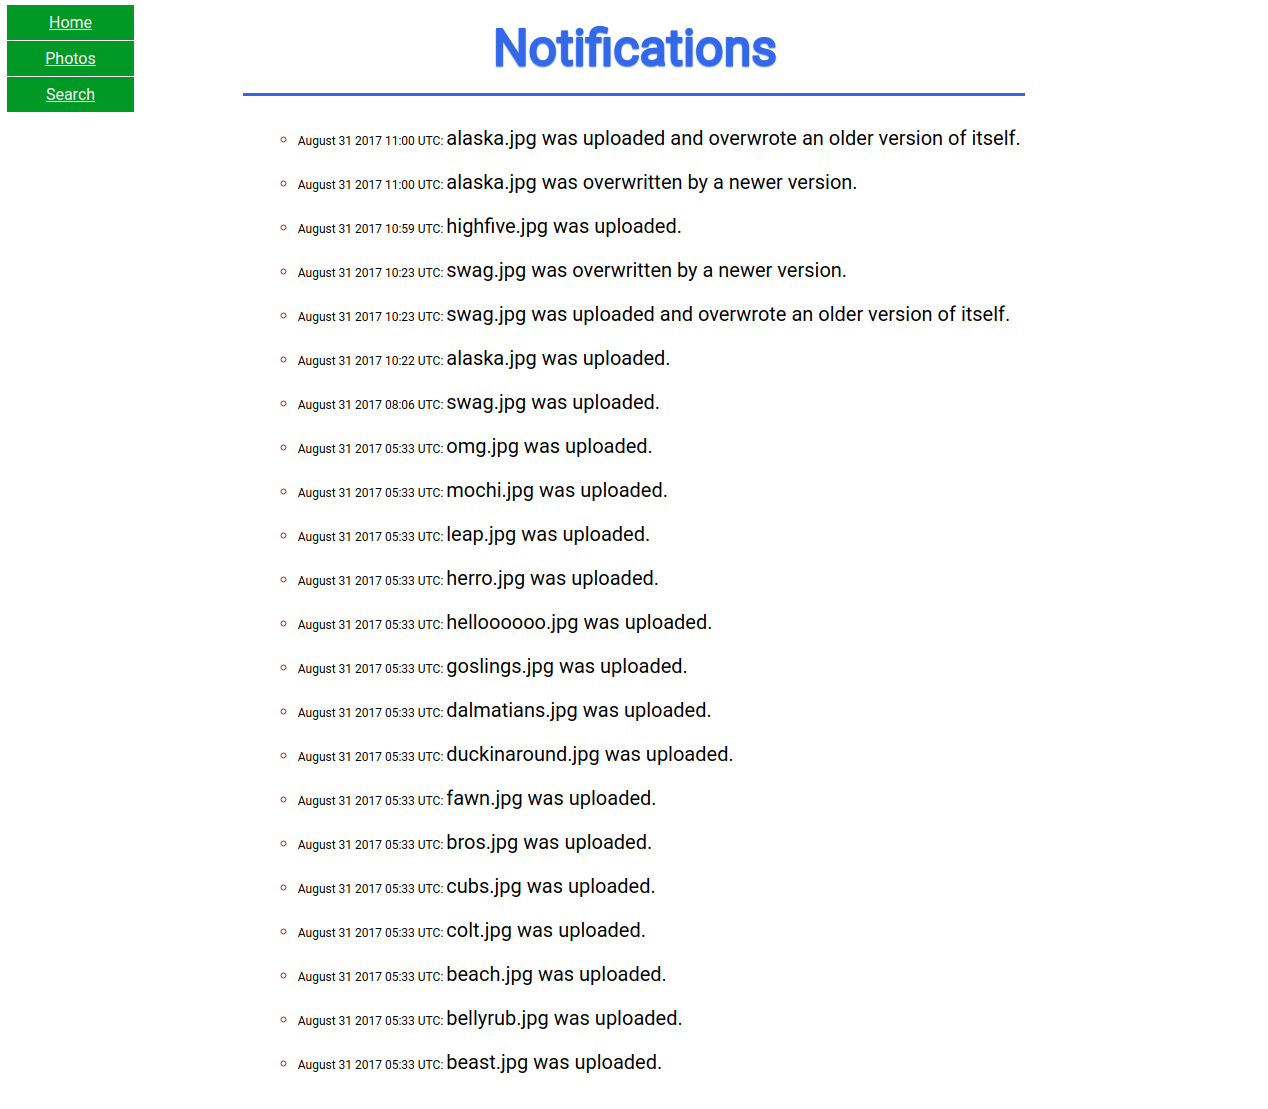 Home
Photos
Search
Notifications
August 31 2017 11:00 UTC: alaska.jpg was uploaded and overwrote an older version of itself.
August 31 2017 11:00 UTC: alaska.jpg was overwritten by a newer version.
August 31 2017 10:59 UTC: highfive.jpg was uploaded.
August 31 2017 10:23 UTC: swag.jpg was overwritten by a newer version.
August 31 2017 10:23 UTC: swag.jpg was uploaded and overwrote an older version of itself.
August 31 2017 10:22 UTC: alaska.jpg was uploaded.
August 31 2017 08:06 UTC: swag.jpg was uploaded.
August 31 2017 05:33 UTC: omg.jpg was uploaded.
August 31 2017 05:33 UTC: mochi.jpg was uploaded.
August 31 2017 05:33 UTC: leap.jpg was uploaded.
August 31 2017 05:33 UTC: herro.jpg was uploaded.
August 31 2017 05:33 UTC: helloooooo.jpg was uploaded.
August 31 2017 05:33 UTC: goslings.jpg was uploaded.
August 31 2017 05:33 UTC: dalmatians.jpg was uploaded.
August 31 2017 05:33 UTC: duckinaround.jpg was uploaded.
August 31 2017 05:33 UTC: fawn.jpg was uploaded.
August 31 2017 05:33 UTC: bros.jpg was uploaded.
August 31 2017 05:33 UTC: cubs.jpg was uploaded.
August 31 2017 05:33 UTC: colt.jpg was uploaded.
August 31 2017 05:33 UTC: beach.jpg was uploaded.
August 31 2017 05:33 UTC: bellyrub.jpg was uploaded.
August 31 2017 05:33 UTC: beast.jpg was uploaded.